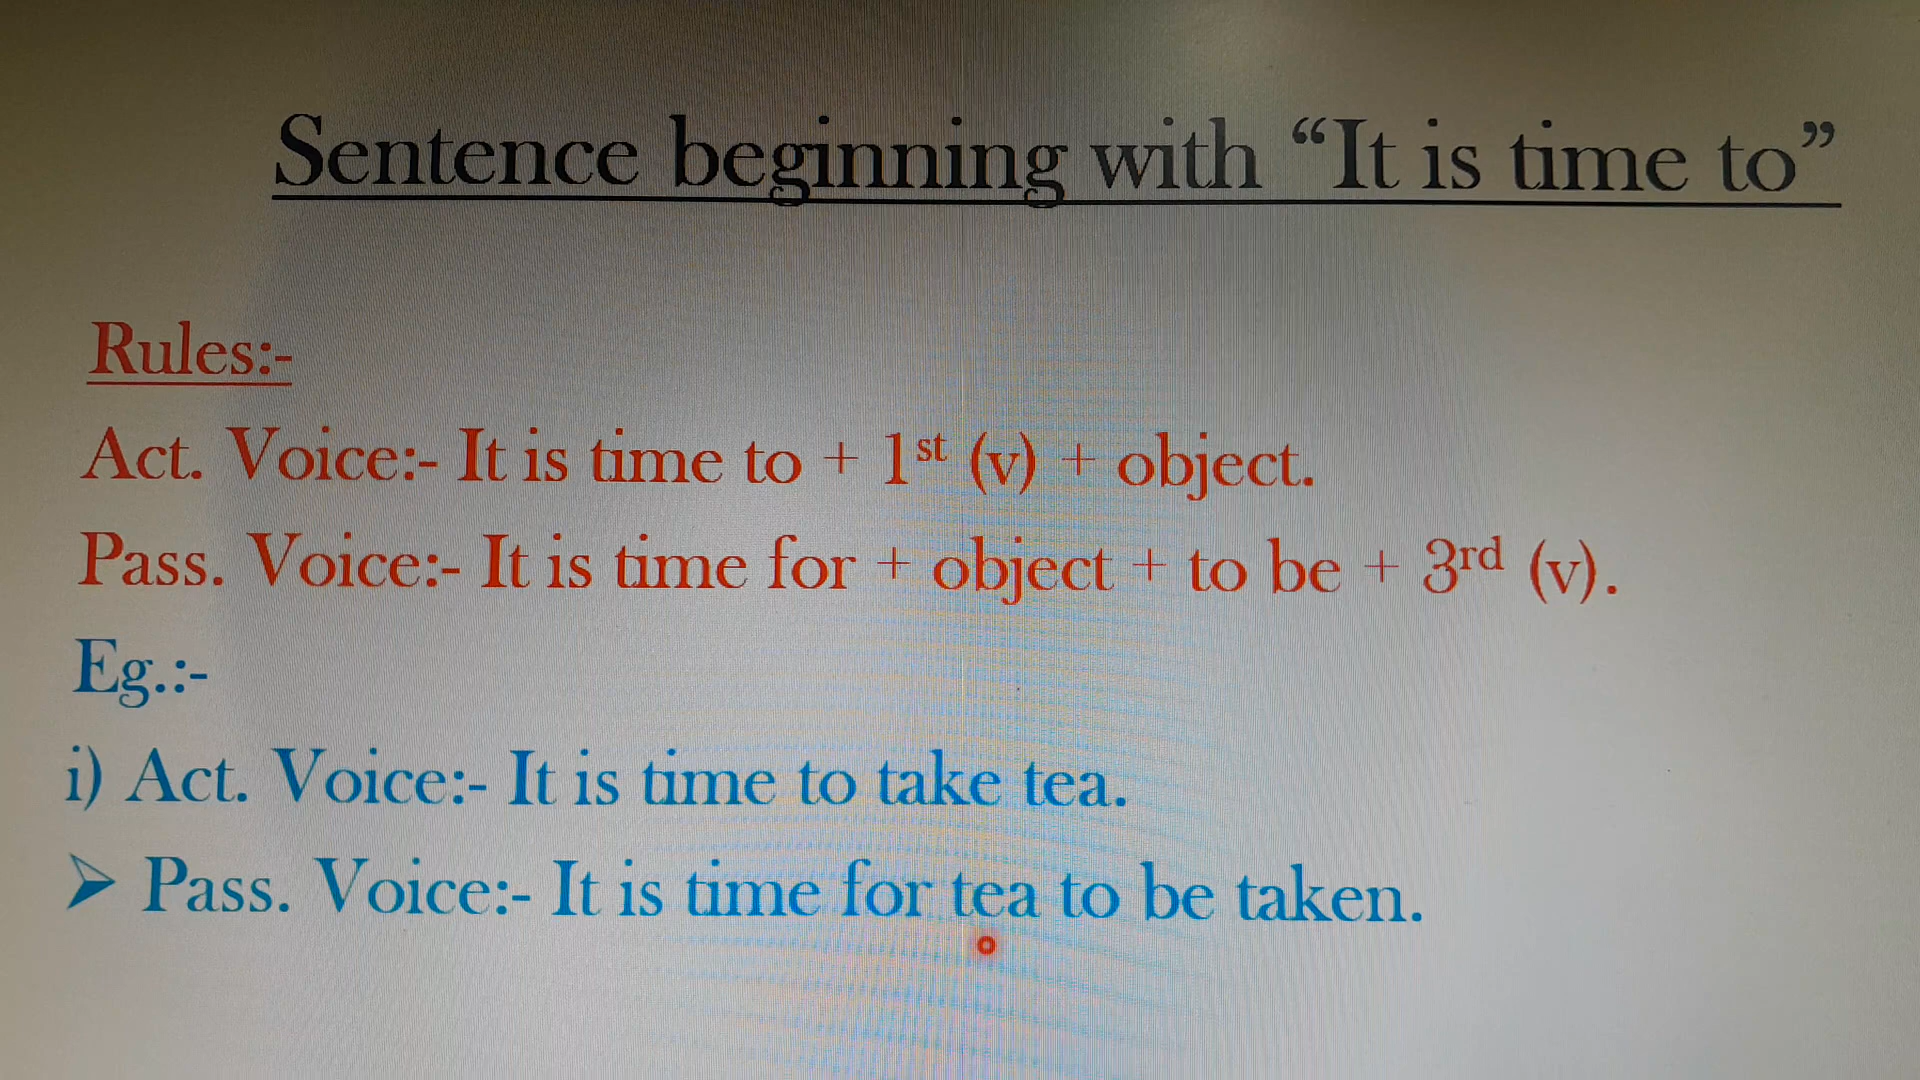 Sentence beginning with “It is time to”
Rules:-
Act. Voice:- It is time to + 1st (v) + object.
Pass. Voice:- It is time for + object + to be + 3rd (v).
Eg.:-
i) Act. Voice:- It is time to take tea.
➢ Pass. Voice:- It is time for tea to be taken.